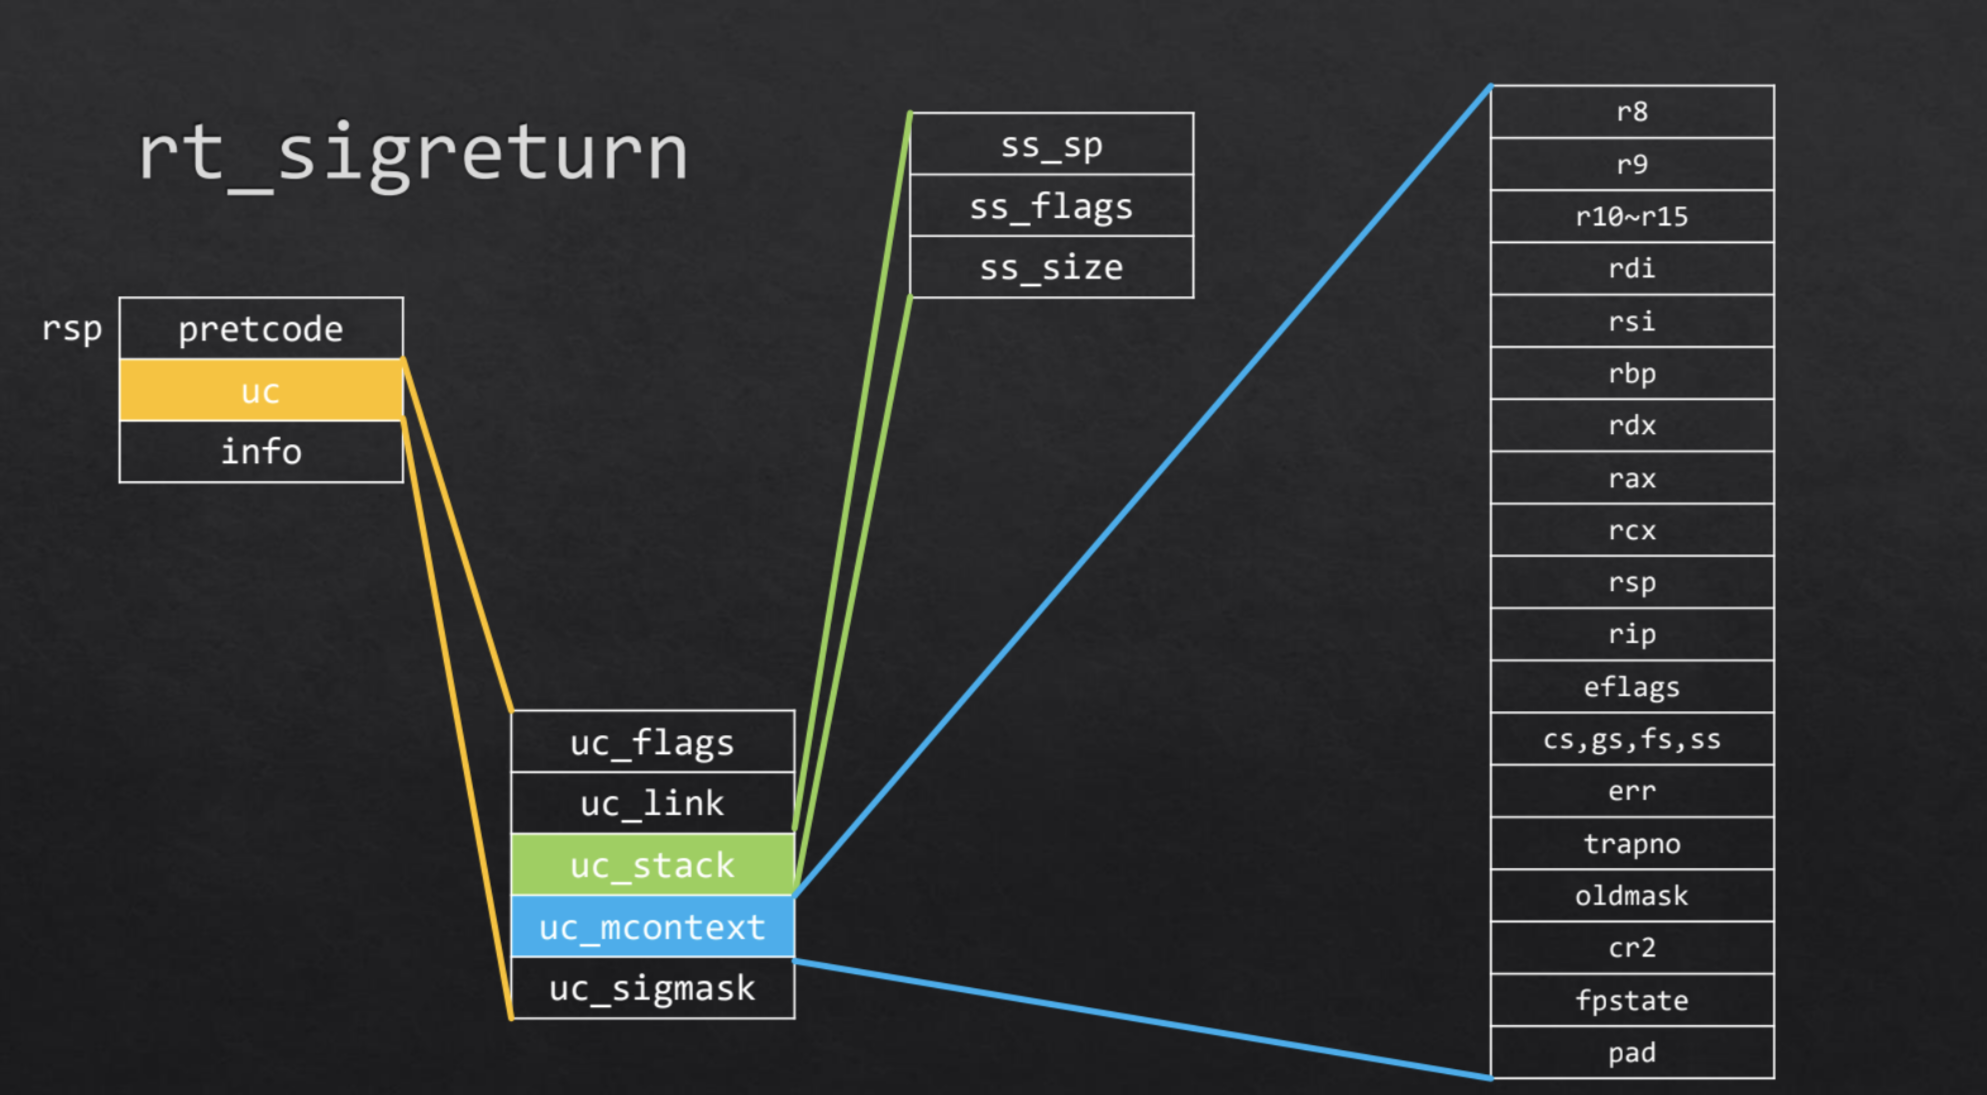 rt_sigreturn
rsp
pretcode
uc
info
uc_flags
uc_link
uc_stack
uc_mcontext
uc_sigmask
ss_sp
ss_flags
ss_size
r8
r9
r10~r15
rdi
rsi
rbp
rdx
rax
rcx
rsp
rip
eflags
cs,gs,fs,ss
err
trapno
oldmask
cr2
fpstate
pad